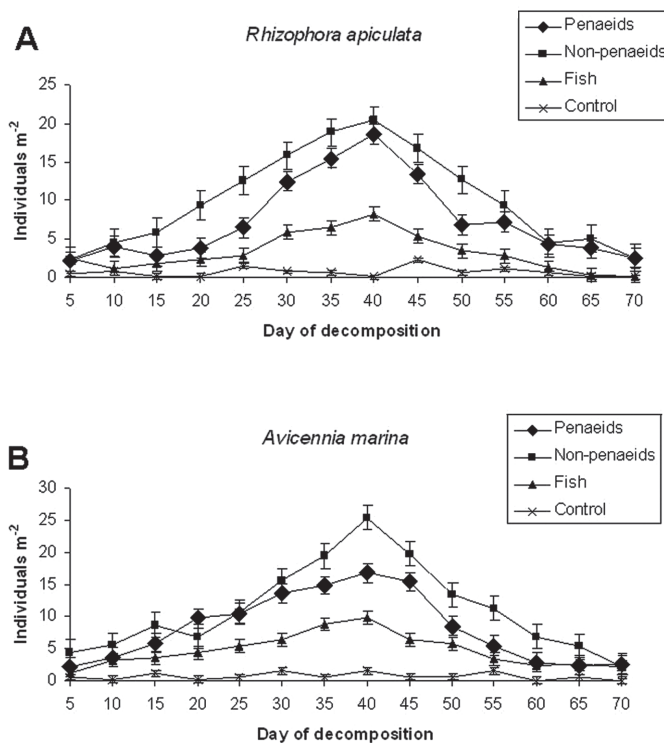 A
Rhizophora apiculata
Penaeids
Non-penaeids
Fish
Control
Individuals m-2
25
20
15
10
5
0
5 10 15 20 25 30 35 40 45 50 55 60 65 70
Day of decomposition
B
Avicennia marina
Penaeids
Non-penaeids
Fish
Control
Individuals m-2
30
25
20
15
10
5
0
5 10 15 20 25 30 35 40 45 50 55 60 65 70
Day of decomposition